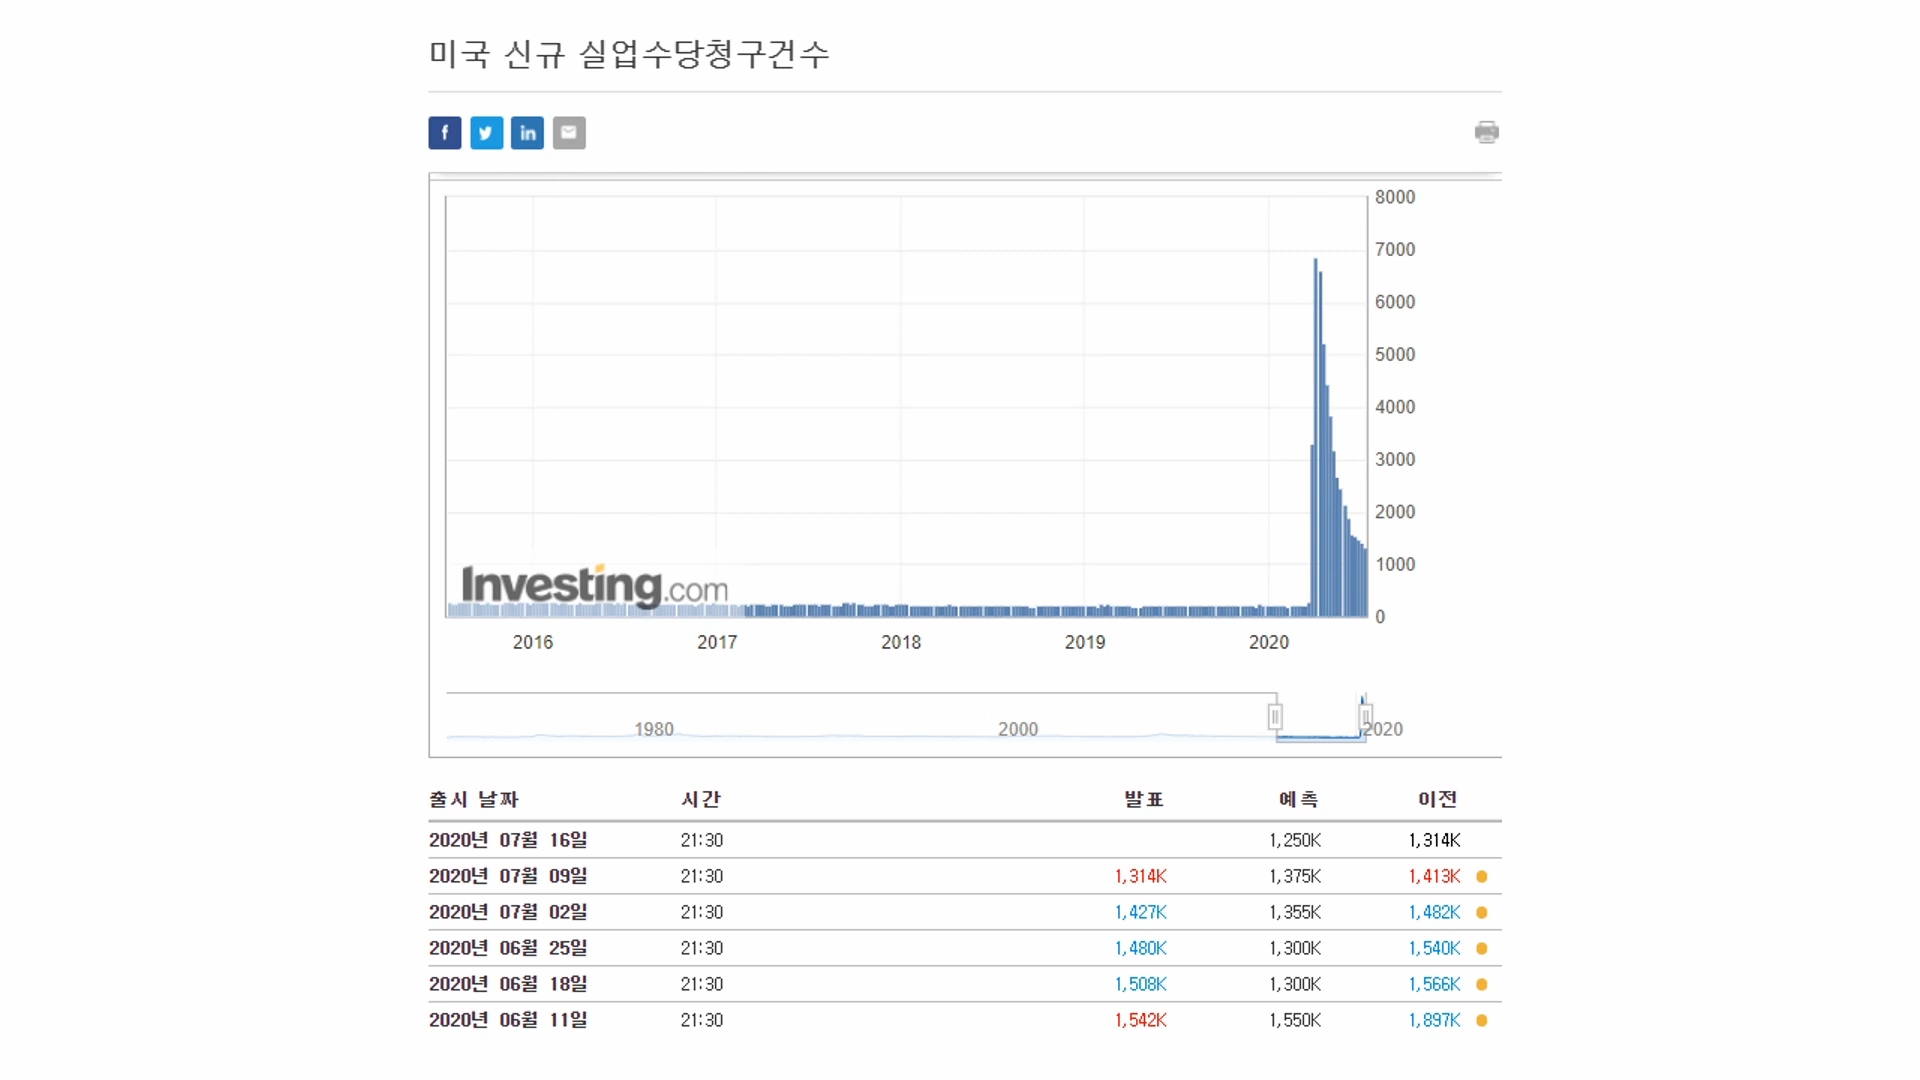 미국 신규 실업수당청구건수
8000
7000
6000
5000
4000
3000
2000
1000
0
Investing.com
2016 2017 2018 2019 2020
1980 2000 2020
출시 날짜 시간 발표 예측 이전
2020년 07월 16일 21:30 1,250K 1,314K
2020년 07월 09일 21:30 1,314K 1,375K 1,413K
2020년 07월 02일 21:30 1,427K 1,355K 1,482K
2020년 06월 25일 21:30 1,480K 1,300K 1,540K
2020년 06월 18일 21:30 1,508K 1,300K 1,566K
2020년 06월 11일 21:30 1,542K 1,550K 1,897K